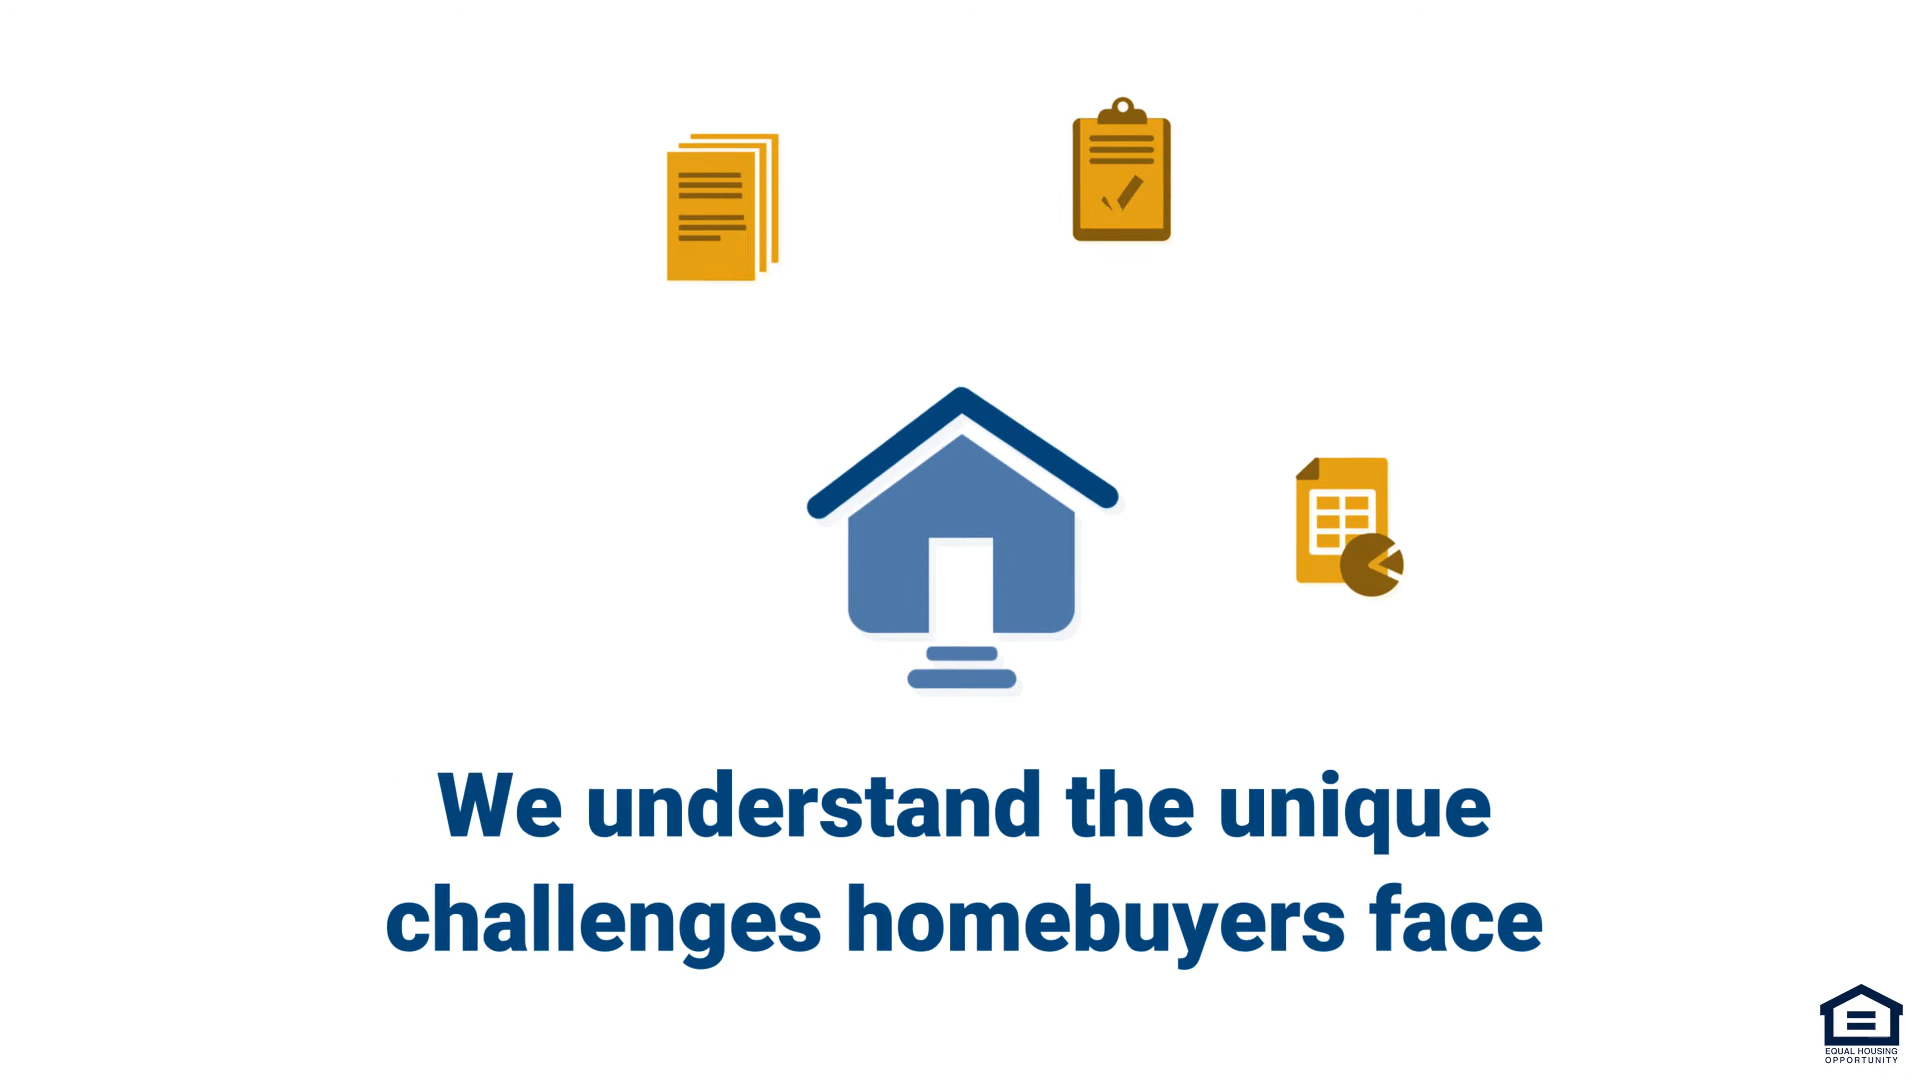 We understand the unique
challenges homebuyers face
EQUAL HOUSING
OPPORTUNITY